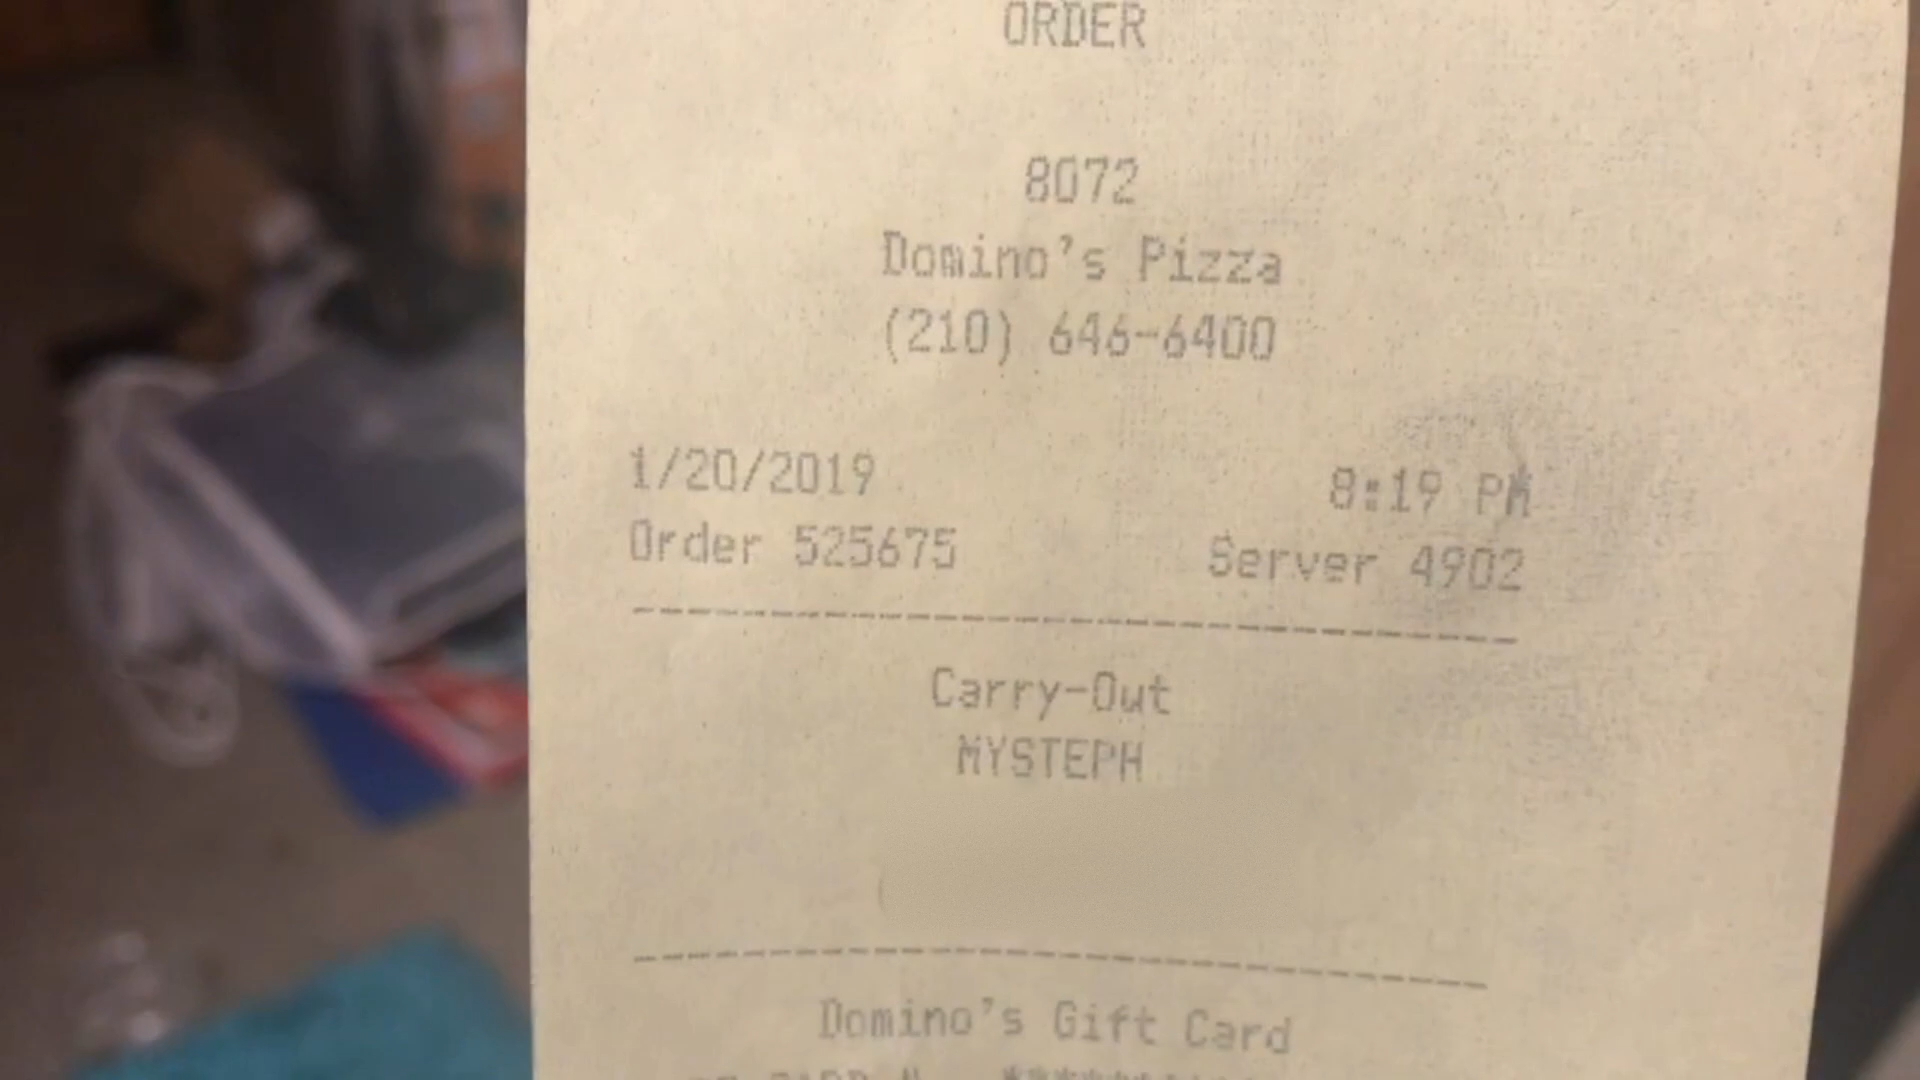 ORDER
8072
Domino's Pizza
(210) 646-6400
1/20/2019 8:19 PM
Order 525675 Server 4902
Carry-Out
MYSTEPH
Domino's Gift Card